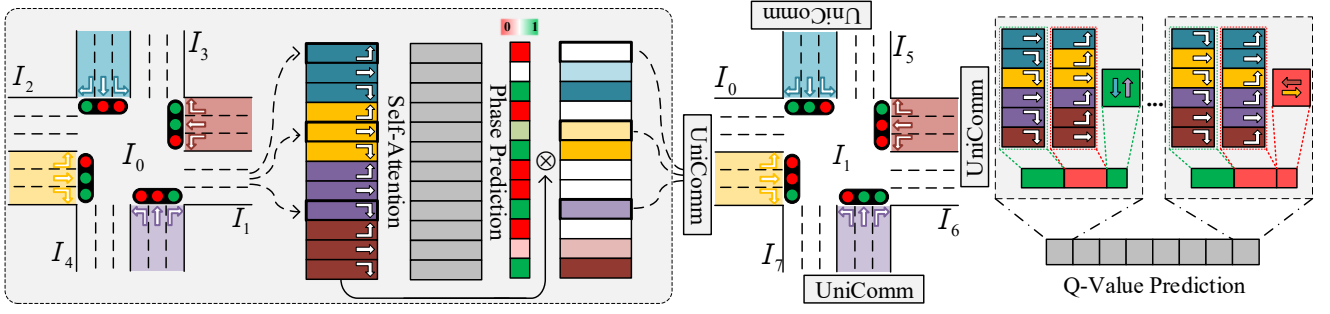 I2
I3
I0
I4
I1
Self-Attention
0 1
Phase Prediction
UniComm
UniComm
I0
I5
I1
I7
I6
UniComm
UniComm
...
Q-Value Prediction